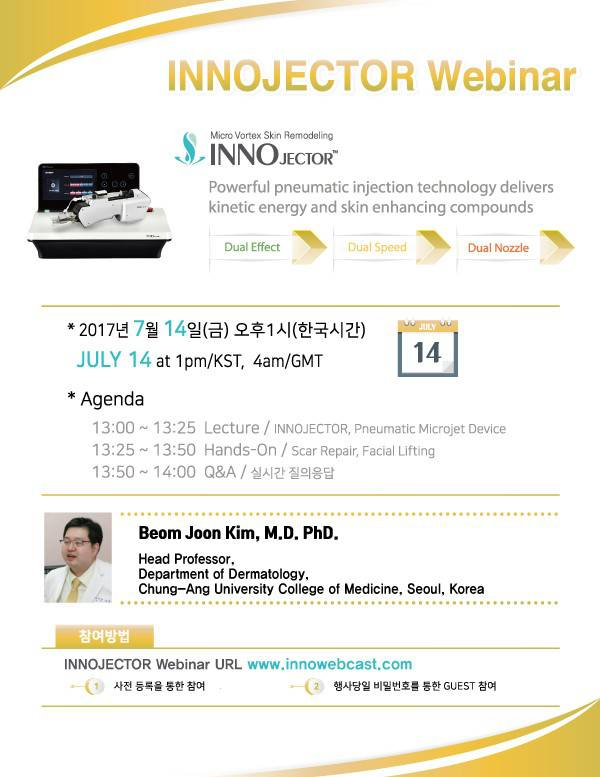 INNOJECTOR Webinar
Micro Vortex Skin Remodeling
INNOJECTOR™
Powerful pneumatic injection technology delivers
kinetic energy and skin enhancing compounds
Dual Effect
Dual Speed
Dual Nozzle
* 2017년 7월 14일(금) 오후1시(한국시간)
JULY 14 at 1pm/KST, 4am/GMT
JULY
14
* Agenda
13:00 ~ 13:25 Lecture / INNOJECTOR, Pneumatic Microjet Device
13:25 ~ 13:50 Hands-On / Scar Repair, Facial Lifting
13:50 ~ 14:00 Q&A / 실시간 질의응답
Beom Joon Kim, M.D. PhD.
Head Professor,
Department of Dermatology,
Chung-Ang University College of Medicine, Seoul, Korea
참여방법
INNOJECTOR Webinar URL www.innowebcast.com
1 사전 등록을 통한 참여
2 행사당일 비밀번호를 통한 GUEST 참여